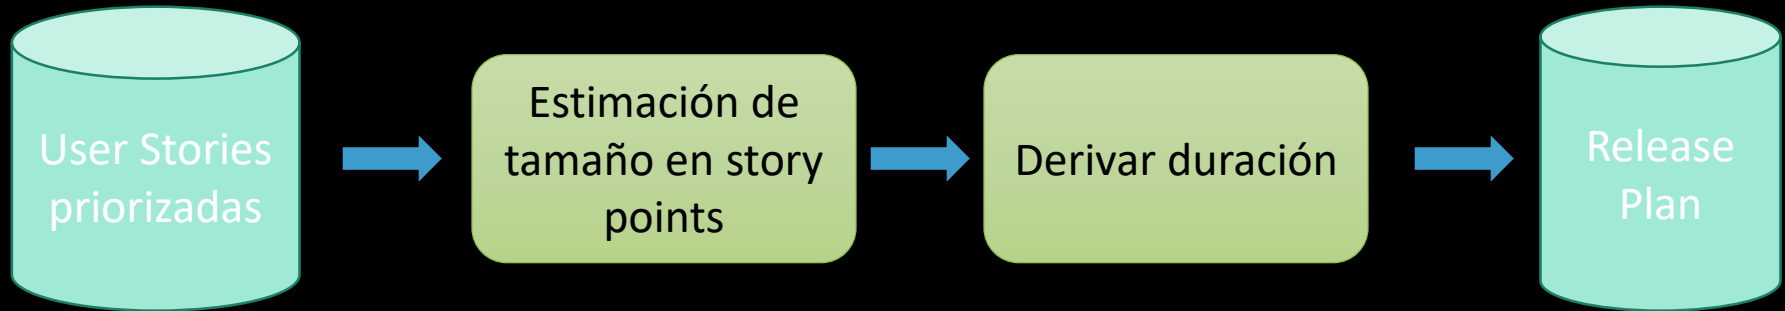 User Stories
priorizadas
Estimación de
tamaño en story
points
Derivar duración
Release
Plan